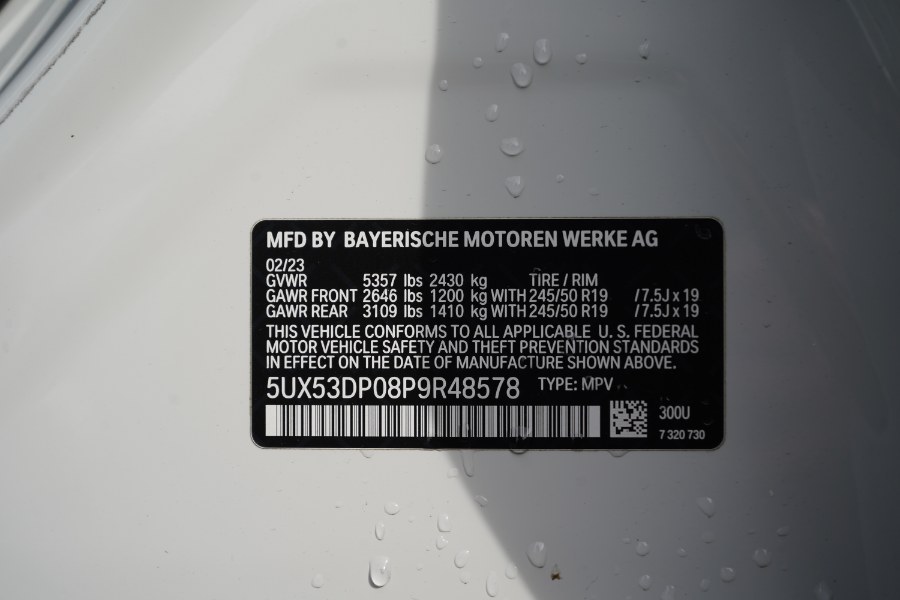 MFD BY BAYERISCHE MOTOREN WERKE AG
02/23
GVWR 5357 lbs 2430 kg TIRE / RIM
GAWR FRONT 2646 lbs 1200 kg WITH 245/50 R19 / 7.5J x 19
GAWR REAR 3109 lbs 1410 kg WITH 245/50 R19 / 7.5J x 19
THIS VEHICLE CONFORMS TO ALL APPLICABLE U. S. FEDERAL
MOTOR VEHICLE SAFETY AND THEFT PREVENTION STANDARDS
IN EFFECT ON THE DATE OF MANUFACTURE SHOWN ABOVE.
5UX53DP08P9R48578 TYPE: MPV
300U
7 320 730